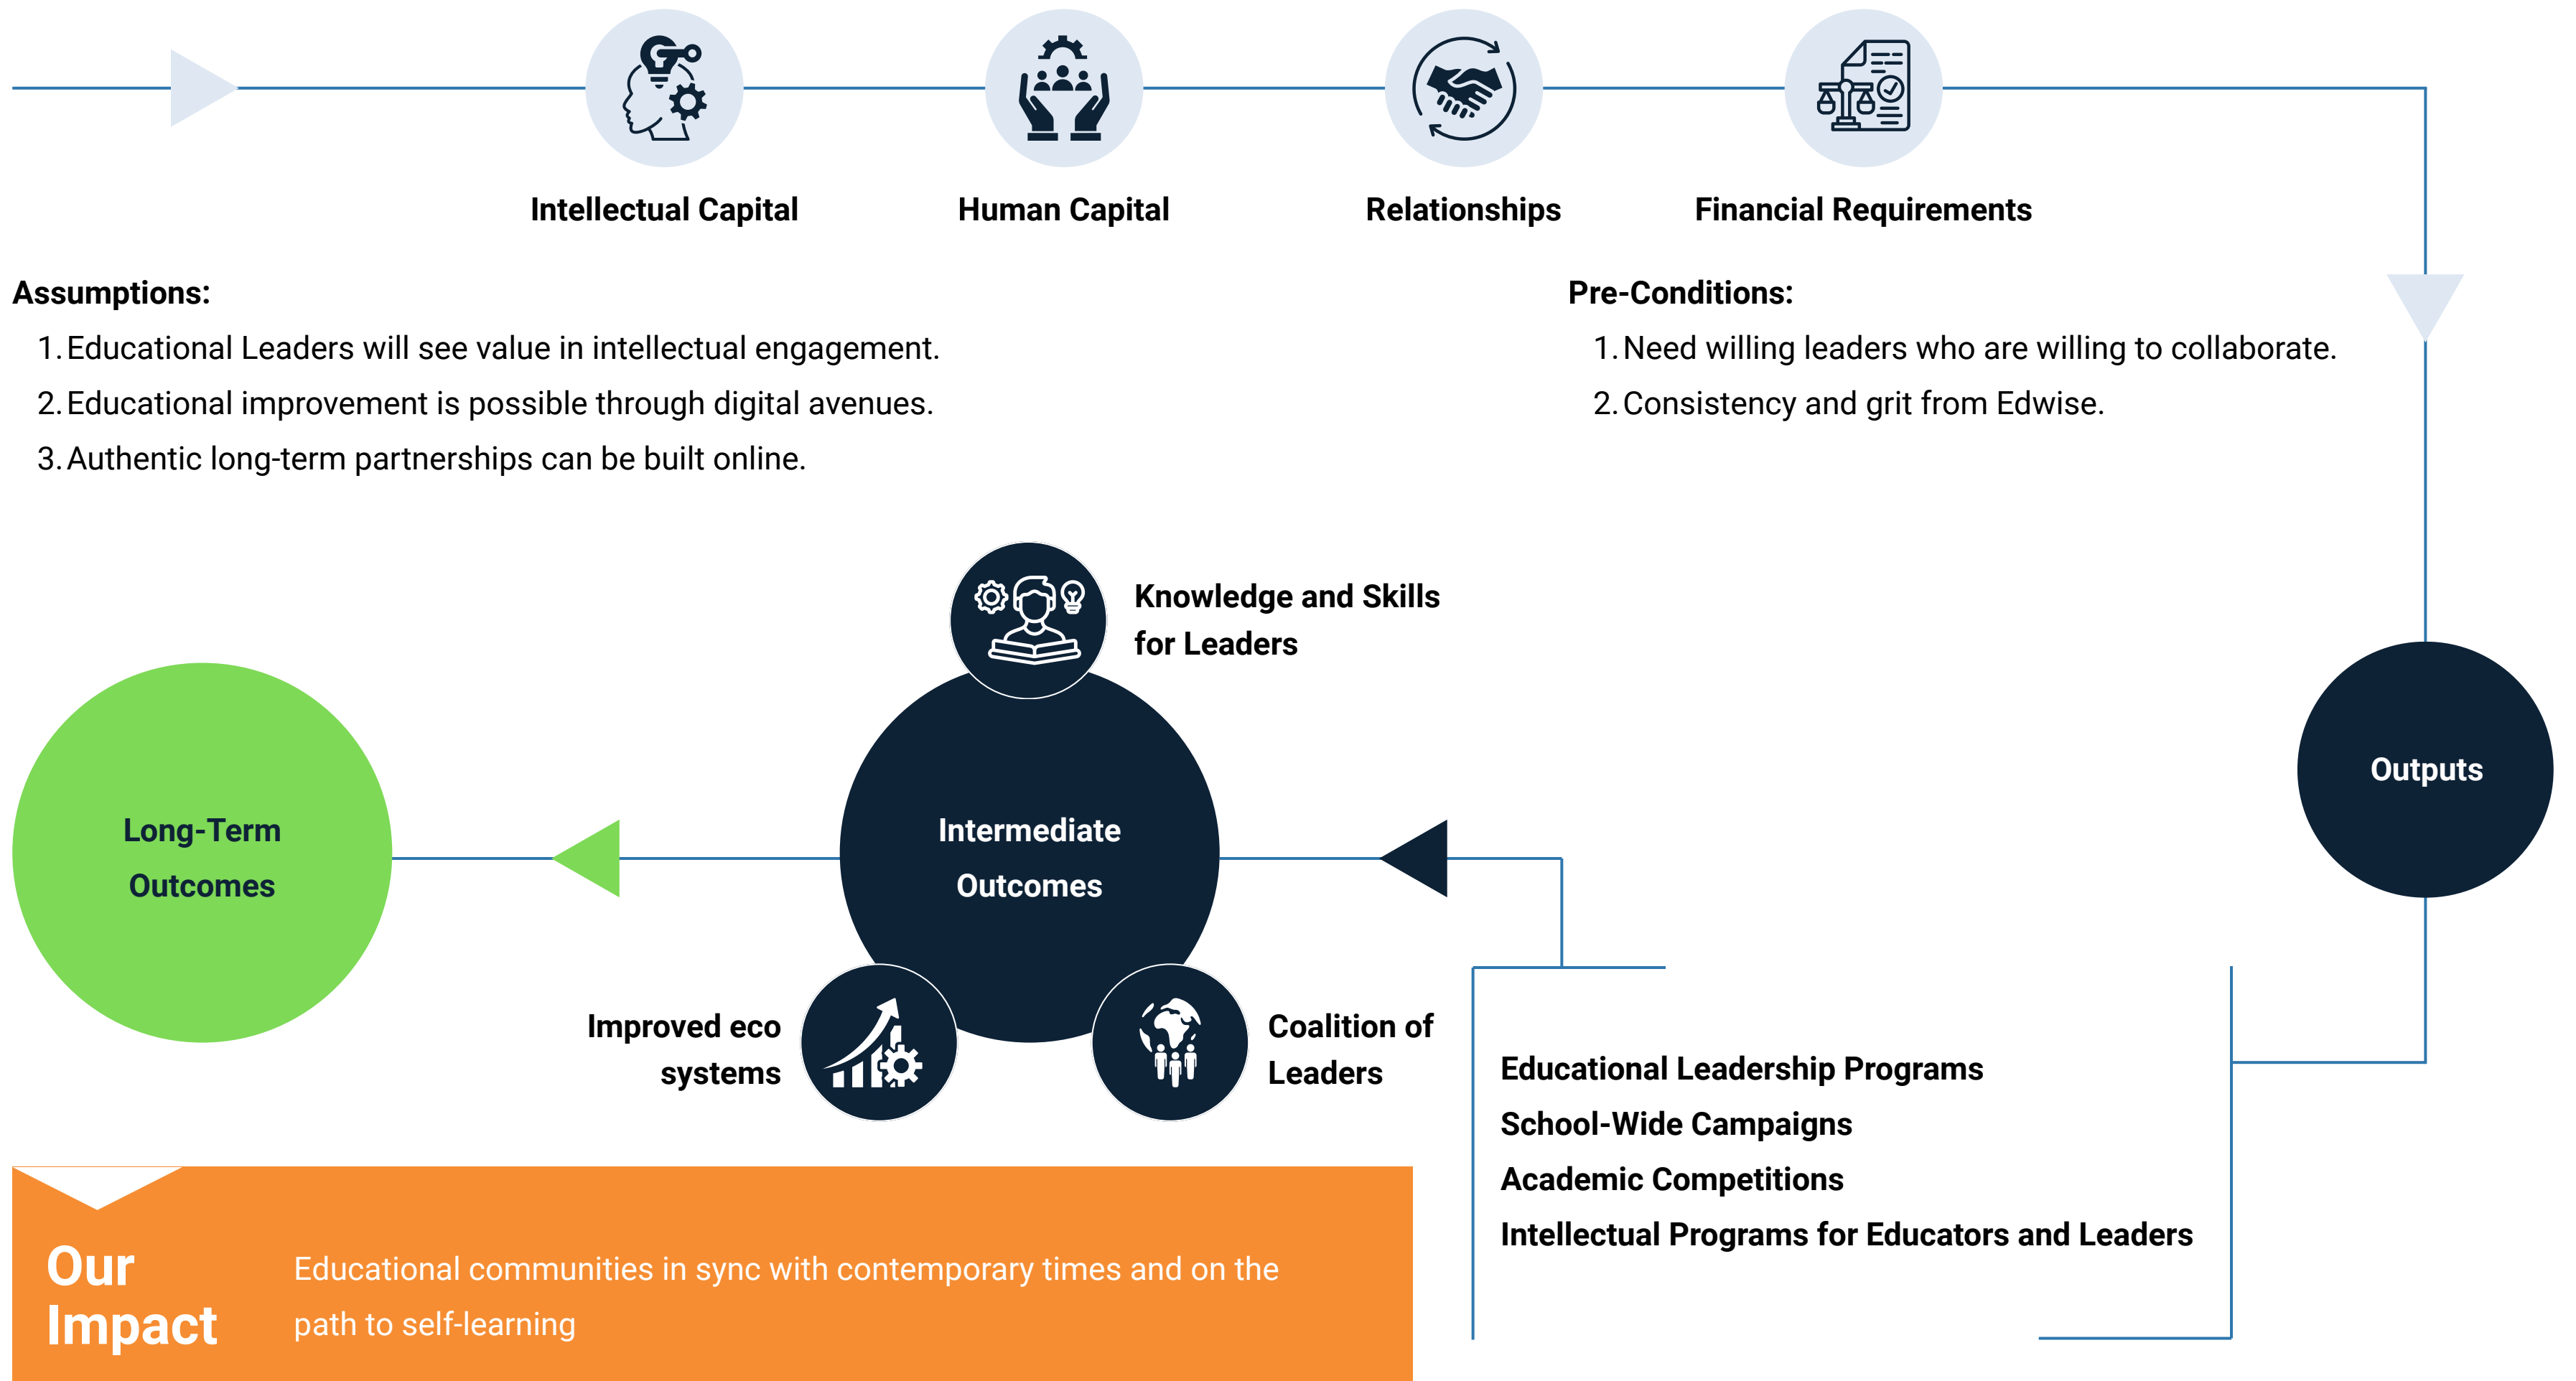 Intellectual Capital
Human Capital
Relationships
Financial Requirements
Assumptions:
1. Educational Leaders will see value in intellectual engagement.
2. Educational improvement is possible through digital avenues.
3. Authentic long-term partnerships can be built online.
Pre-Conditions:
1. Need willing leaders who are willing to collaborate.
2. Consistency and grit from Edwise.
Outputs
Educational Leadership Programs
School-Wide Campaigns
Academic Competitions
Intellectual Programs for Educators and Leaders
Knowledge and Skills
for Leaders
Intermediate
Outcomes
Coalition of
Leaders
Improved eco
systems
Long-Term
Outcomes
Our
Impact
Educational communities in sync with contemporary times and on the
path to self-learning